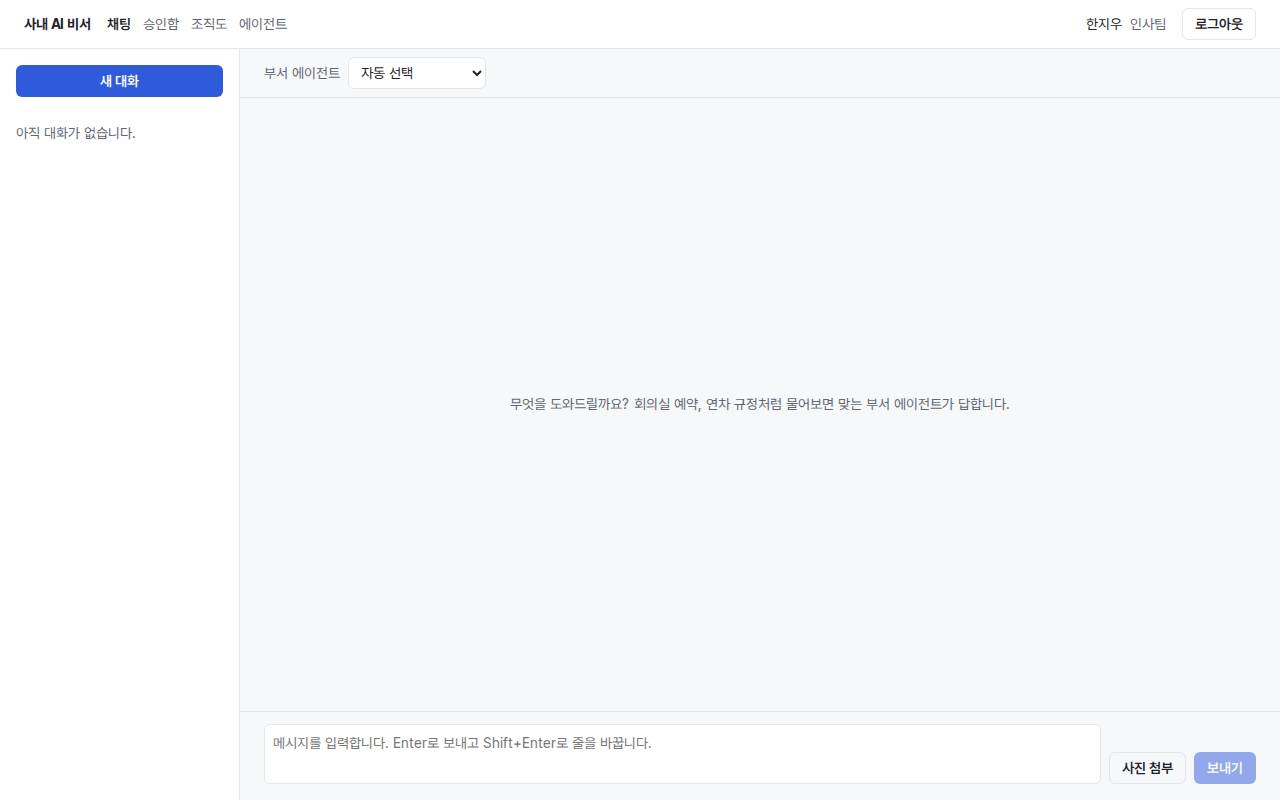 사내 AI 비서 채팅 승인함 조직도 에이전트 한지우 인사팀 로그아웃
새 대화
부서 에이전트 자동 선택
아직 대화가 없습니다.
무엇을 도와드릴까요? 회의실 예약, 연차 규정처럼 물어보면 맞는 부서 에이전트가 답합니다.
메시지를 입력합니다. Enter로 보내고 Shift+Enter로 줄을 바꿉니다.
사진 첨부 보내기